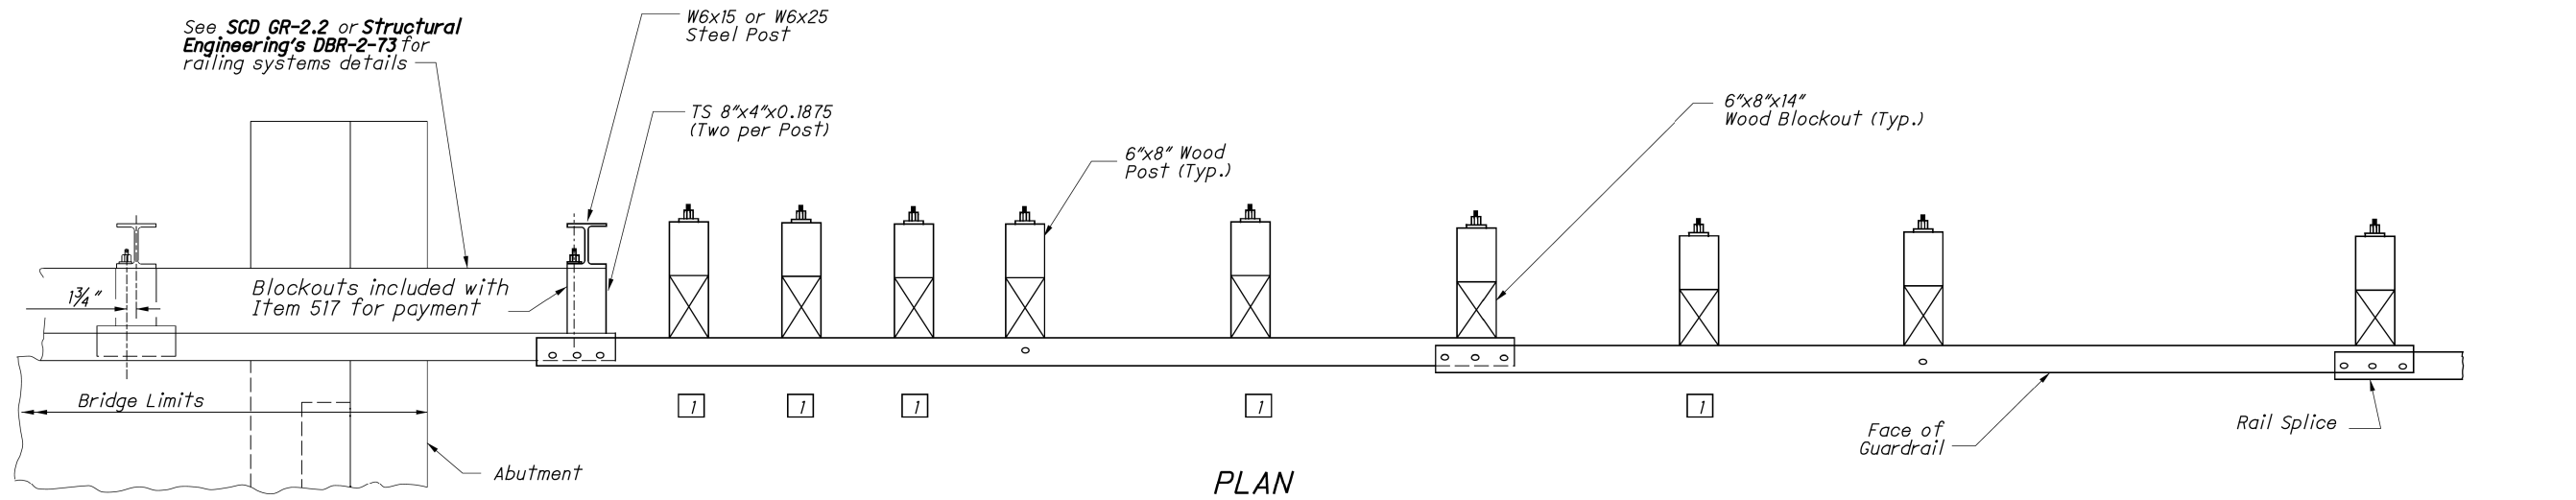 See SCD GR-2.2 or Structural
Engineering's DBR-2-73 for
railing systems details
W6x15 or W6x25
Steel Post
TS 8"x4"x0.1875
(Two per Post)
6"x8" Wood
Post (Typ.)
6"x8"x14"
Wood Blockout (Typ.)
1¾"
Blockouts included with
Item 517 for payment
Bridge Limits
Abutment
1
1
1
1
1
Face of
Guardrail
Rail Splice
PLAN